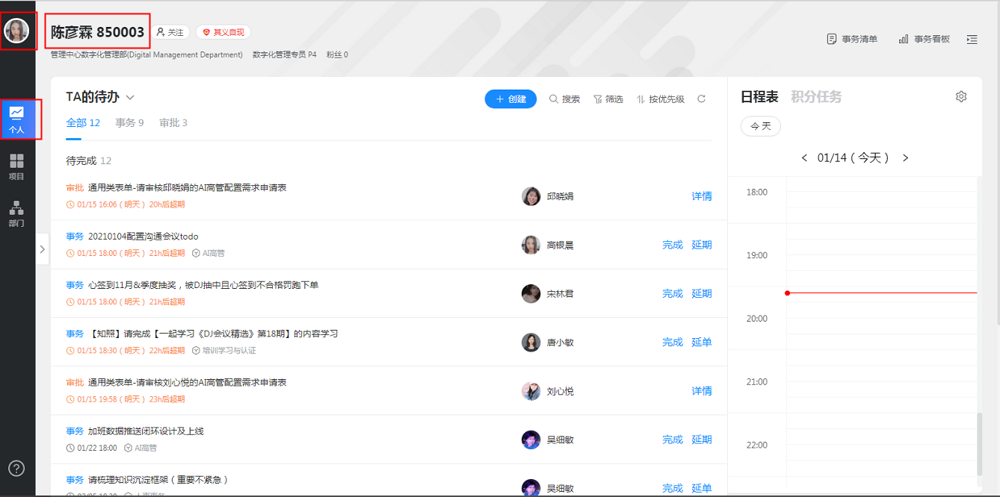 陈彦霖 850003 关注 其义自现
管理中心数字化管理部(Digital Management Department) 数字化管理专员 P4 粉丝 0
事务清单 事务看板
个人
项目
部门
TA的待办
创建 搜索 筛选 按优先级
全部 12 事务 9 审批 3
待完成 12
审批 通用类表单-请审核邱晓娟的AI高管配置需求申请表
01/15 16:06 ( 明天 ) 20h后超期
邱晓娟 详情
事务 20210104配置沟通会议todo
01/15 18:00 ( 明天 ) 21h后超期 AI高管
高银晨 完成 延期
事务 心签到11月&季度抽奖，被DJ抽中且心签到不合格罚跑下单
01/15 18:00 ( 明天 ) 21h后超期
宋林君 完成 延期
事务 【知照】请完成【一起学习《DJ会议精选》第18期】的内容学习
01/15 18:30 ( 明天 ) 22h后超期 培训学习与认证
唐小敏 完成 延单
审批 通用类表单-请审核刘心悦的AI高管配置需求申请表
01/15 19:58 ( 明天 ) 23h后超期
刘心悦 详情
事务 加班数据推送闭环设计及上线
01/22 18:00 AI高管
吴细敏 完成 延期
事务 请梳理知识沉淀框架 ( 重要不紧急 )
吴细敏 完成 延单
日程表 积分任务
今天
< 01/14 ( 今天 ) >
18:00
19:00
20:00
21:00
22:00